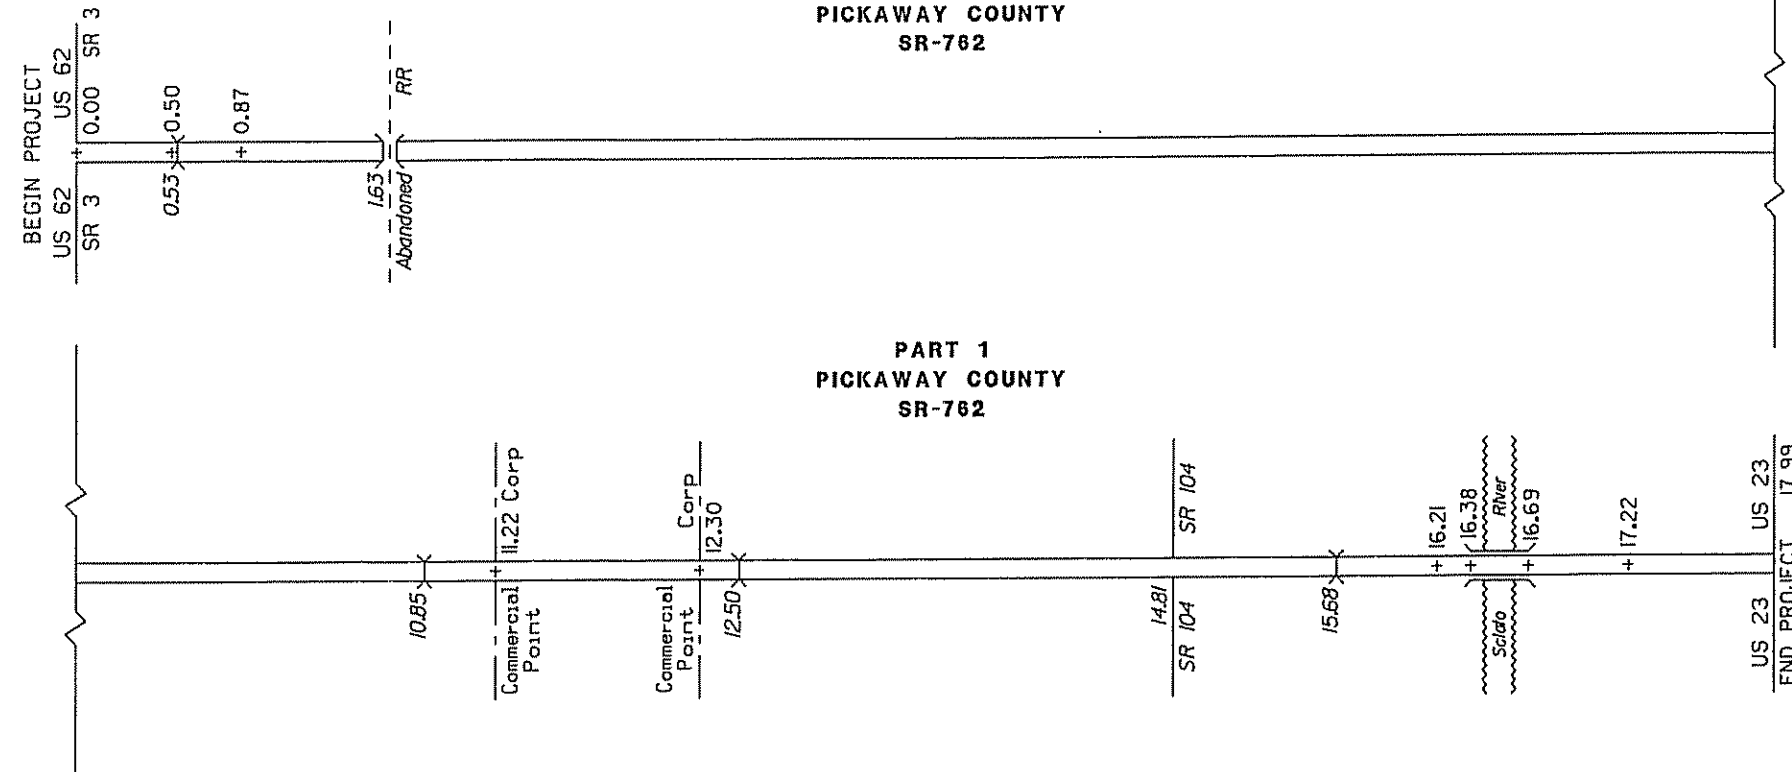 PICKAWAY COUNTY
SR-762
BEGIN PROJECT
US 62
US 62
SR 3
0.00
SR 3
0.53
0.50
0.87
1.63
Abandoned
RR
PART 1
PICKAWAY COUNTY
SR-762
10.85
Commercial
Point
11.22 Corp
Commercial
Point
Corp
12.30
12.50
14.81
SR 104
SR 104
15.68
16.21
16.38
Scioto
River
16.69
17.22
US 23
US 23
END PROJECT
17.99